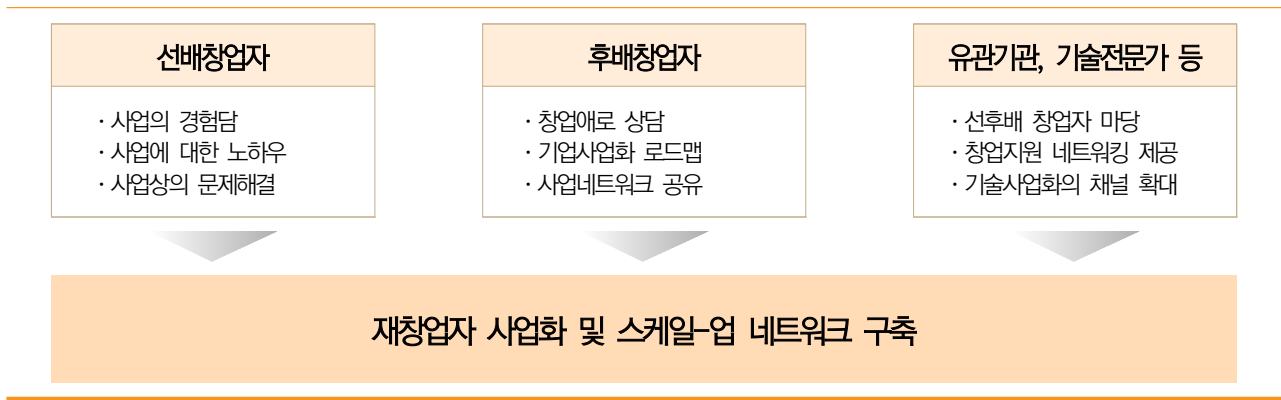 선배창업자
· 사업의 경험담
· 사업에 대한 노하우
· 사업상의 문제해결
후배창업자
· 창업애로 상담
· 기업사업화 로드맵
· 사업네트워크 공유
유관기관, 기술전문가 등
· 선후배 창업자 마당
· 창업지원 네트워킹 제공
· 기술사업화의 채널 확대
재창업자 사업화 및 스케일-업 네트워크 구축